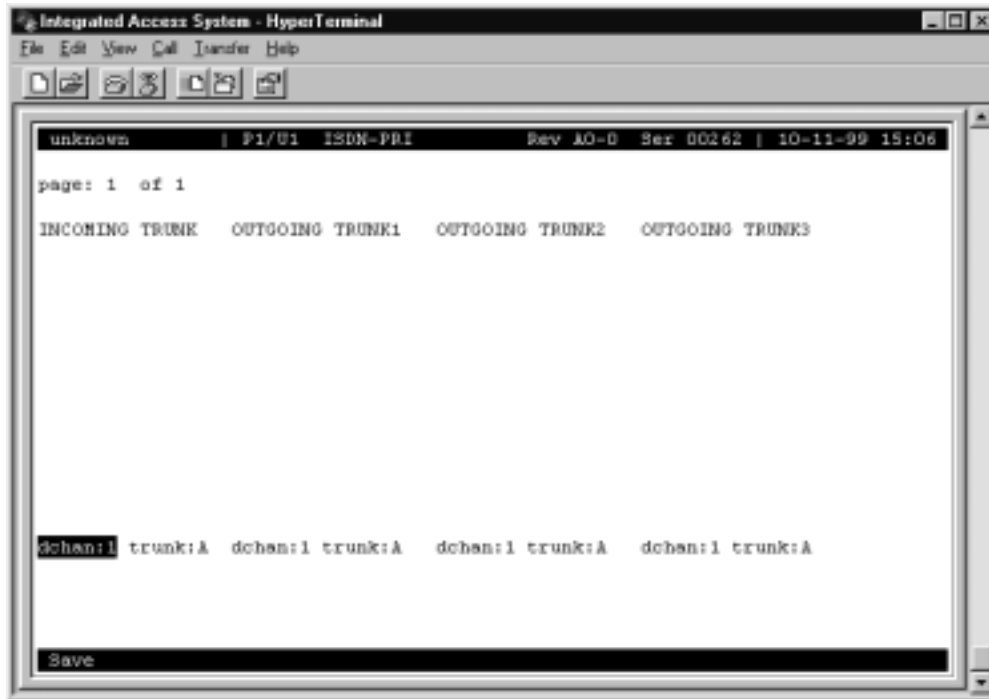 Integrated Access System - HyperTerminal
File Edit View Call Transfer Help
unknown | P1/U1 ISDN-PRI Rev A0-0 Ser 00262 | 10-11-99 15:06
page: 1 of 1
INCOMING TRUNK OUTGOING TRUNK1 OUTGOING TRUNK2 OUTGOING TRUNK3
dchan:1 trunk:A dchan:1 trunk:A dchan:1 trunk:A dchan:1 trunk:A
Save